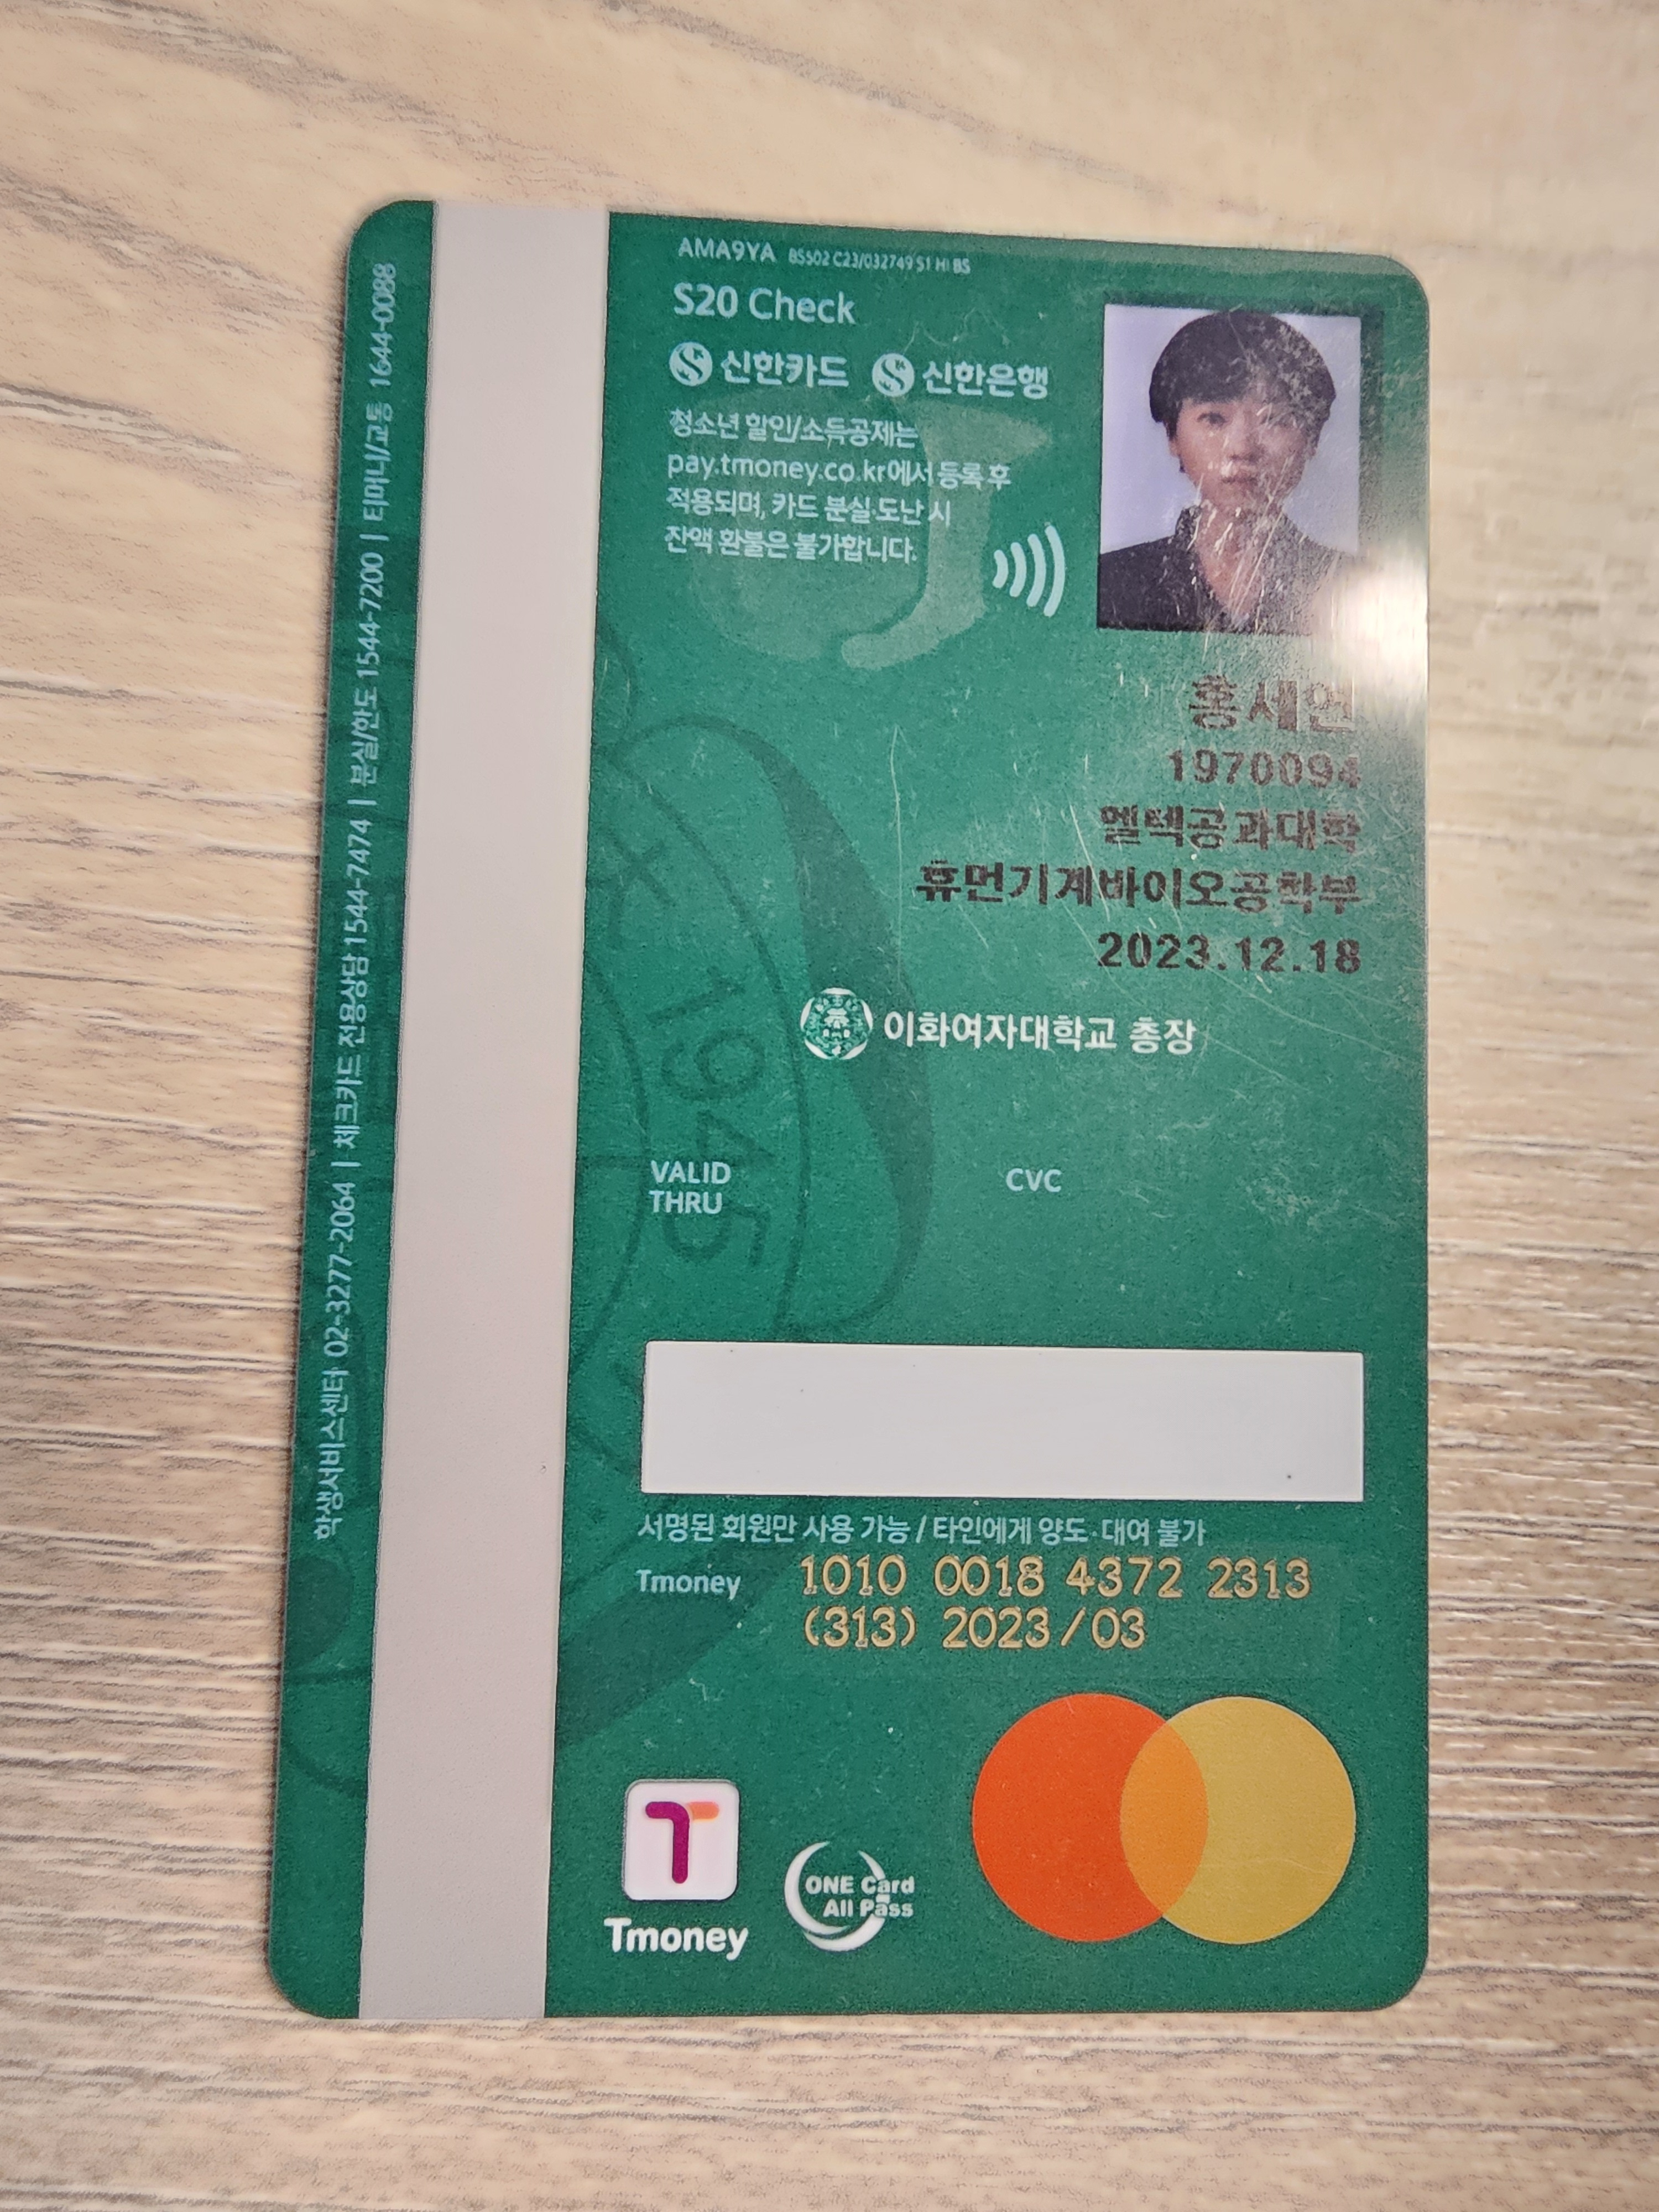 AMA9YA BS502 C23/032749 S1 HI BS
S20 Check
신한카드 신한은행
청소년 할인/소득공제는
pay.tmoney.co.kr에서 등록 후
적용되며, 카드 분실·도난 시
잔액 환불은 불가합니다.
홍세연
1970094
엘텍공과대학
휴먼기계바이오공학부
2023.12.18
이화여자대학교 총장
1945
VALID
THRU
CVC
서명된 회원만 사용 가능 / 타인에게 양도·대여 불가
Tmoney 1010 0018 4372 2313
(313) 2023/03
Tmoney
ONE Card
All Pass
학생서비스센터 02-3277-2064 | 체크카드 전용상담 1544-7474 | 분실/한도 1544-7200 | 티머니/교통 1644-0088